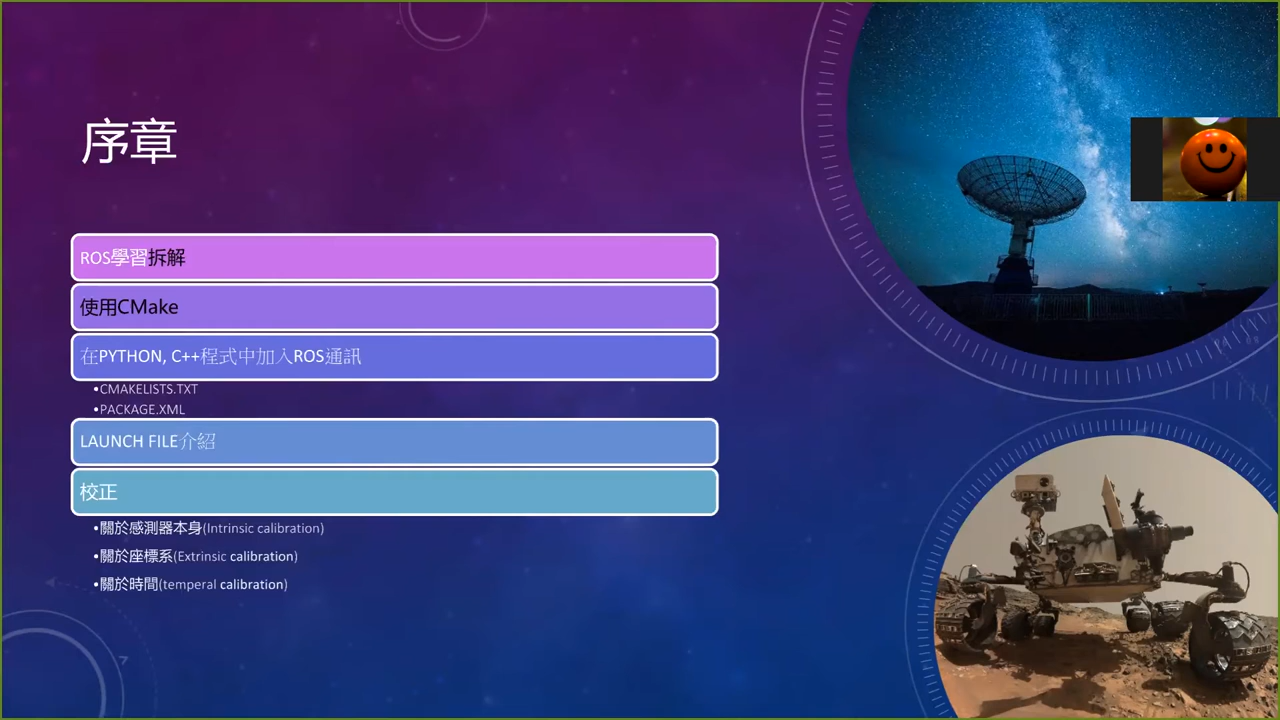 序章
ROS學習拆解
使用CMake
在PYTHON, C++程式中加入ROS通訊
•CMAKELISTS.TXT
•PACKAGE.XML
LAUNCH FILE介紹
校正
•關於感測器本身(Intrinsic calibration)
•關於座標系(Extrinsic calibration)
•關於時間(temperal calibration)